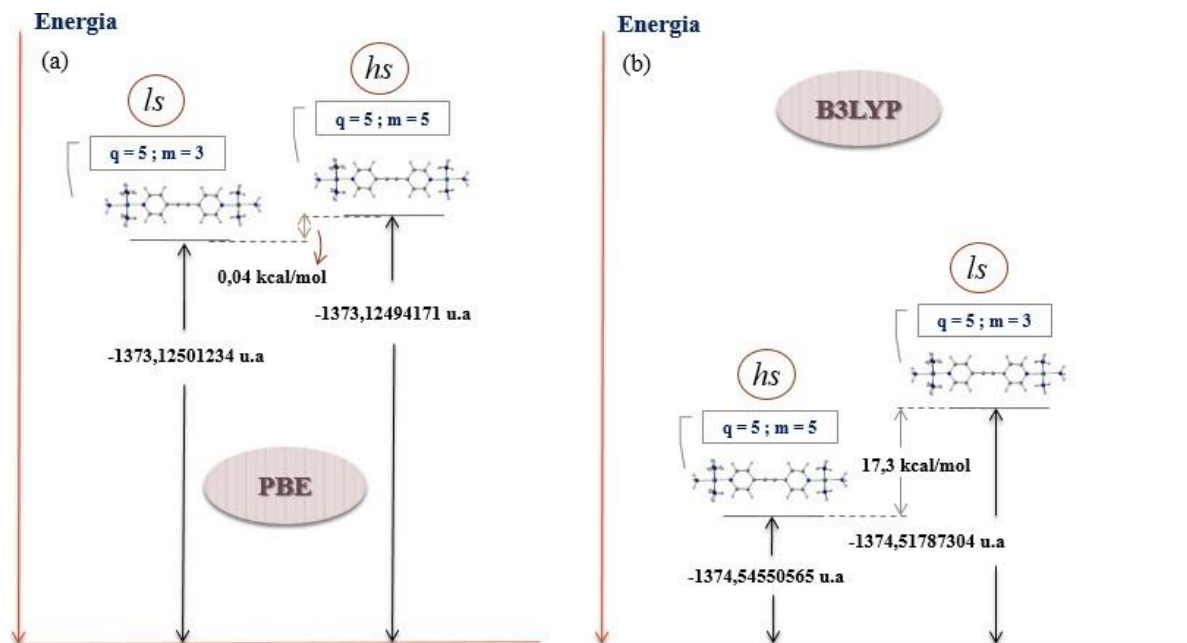 Energia
(a)
ls
q = 5 ; m = 3
hs
q = 5 ; m = 5
0,04 kcal/mol
-1373,12494171 u.a
-1373,12501234 u.a
PBE
Energia
(b)
B3LYP
ls
q = 5 ; m = 3
hs
q = 5 ; m = 5
17,3 kcal/mol
-1374,51787304 u.a
-1374,54550565 u.a